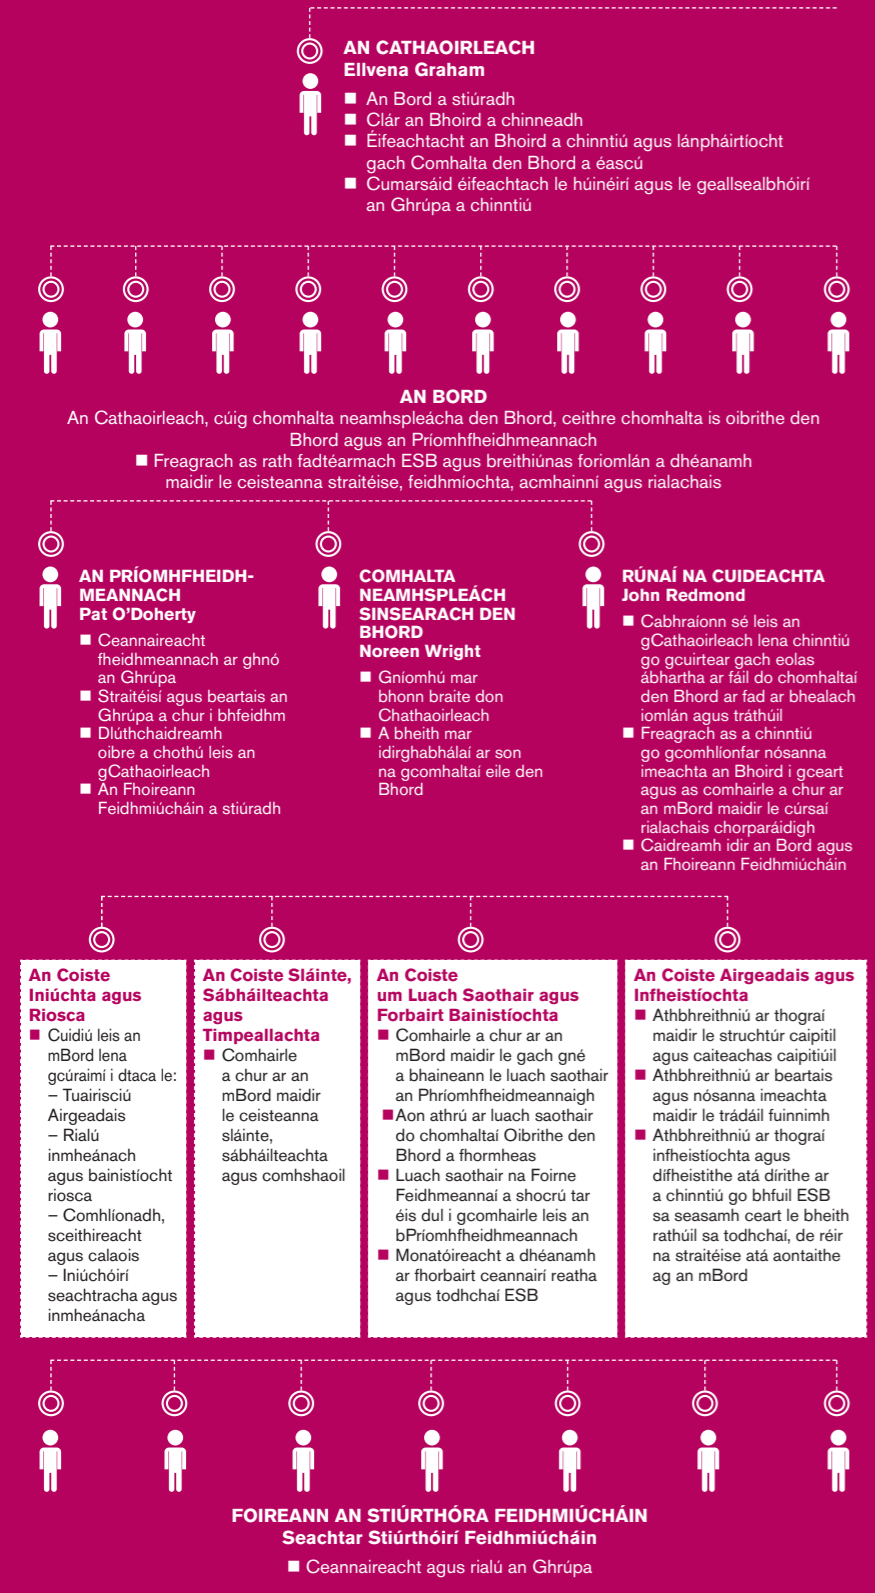 AN CATHAOIRLEACH
Ellvena Graham
■ An Bord a stiúradh
■ Clár an Bhoird a chinneadh
■ Éifeachtacht an Bhoird a chinntiú agus lánpháirtíocht
gach Comhalta den Bhord a éascú
■ Cumarsáid éifeachtach le húinéirí agus le geallsealbhóirí
an Ghrúpa a chinntiú
AN BORD
An Cathaoirleach, cúig chomhalta neamhspleácha den Bhord, ceithre chomhalta is oibrithe den
Bhord agus an Príomhfheidhmeannach
■ Freagrach as rath fadtéarmach ESB agus breithiúnas foriomlán a dhéanamh
maidir le ceisteanna straitéise, feidhmíochta, acmhainní agus rialachais
AN PRÍOMHFHEIDH-
MEANNACH
Pat O'Doherty
■ Ceannaireacht
fheidhmeannach ar ghnó
an Ghrúpa
■ Straitéisí agus beartais an
Ghrúpa a chur i bhfeidhm
■ Dlúthchaidreamh
oibre a chothú leis an
gCathaoirleach
■ An Fhoireann
Feidhmiúcháin a stiúradh
COMHALTA
NEAMHSPLEÁCH
SINSEARACH DEN
BHORD
Noreen Wright
■ Gníomhú mar
bhonn braite don
Chathaoirleach
■ A bheith mar
idirghabhálaí ar son
na gcomhaltaí eile den
Bhord
RÚNAÍ NA CUIDEACHTA
John Redmond
■ Cabhraíonn sé leis an
gCathaoirleach lena chinntiú
go gcuirtear gach eolas
ábhartha ar fáil do chomhaltaí
den Bhord ar fad ar bhealach
iomlán agus tráthúil
■ Freagrach as a chinntiú
go gcomhlíonfar nósanna
imeachta an Bhoird i gceart
agus as comhairle a chur ar
an mBord maidir le cúrsaí
rialachais chorparáidigh
■ Caidreamh idir an Bord agus
an Fhoireann Feidhmiúcháin
An Coiste
Iniúchta agus
Riosca
■ Cuidiú leis an
mBord lena
gcúraimí i dtaca le:
– Tuairisciú
Airgeadais
– Rialú
inmheánach
agus bainistíocht
riosca
– Comhlíonadh,
sceithireacht
agus calaois
– Iniúchóirí
seachtracha agus
inmheánacha
An Coiste Sláinte,
Sábháilteachta
agus
Timpeallachta
■ Comhairle
a chur ar an
mBord maidir
le ceisteanna
sláinte,
sábháilteachta
agus comhshaoil
An Coiste
um Luach Saothair agus
Forbairt Bainistíochta
■ Comhairle a chur ar an
mBord maidir le gach gné
a bhaineann le luach saothair
an Phríomhfheidmeannaigh
■ Aon athrú ar luach saothair
do chomhaltaí Oibrithe den
Bhord a fhormheas
■ Luach saothair na Foirne
Feidhmeannaí a shocrú tar
éis dul i gcomhairle leis an
bPríomhfheidhmeannach
■ Monatóireacht a dhéanamh
ar fhorbairt ceannairí reatha
agus todhchaí ESB
An Coiste Airgeadais agus
Infheistíochta
■ Athbhreithniú ar thograí
maidir le struchtúr caipitil
agus caiteachas caipitiúil
■ Athbhreithniú ar beartais
agus nósanna imeachta
maidir le trádáil fuinnimh
■ Athbhreithniú ar thograí
infheistíochta agus
dífheistithe atá dírithe ar
a chinntiú go bhfuil ESB
sa seasamh ceart le bheith
rathúil sa todhchaí, de réir
na straitéise atá aontaithe
ag an mBord
FOIREANN AN STIÚRTHÓRA FEIDHMIÚCHÁIN
Seachtar Stiúrthóirí Feidhmiúcháin
■ Ceannaireacht agus rialú an Ghrúpa